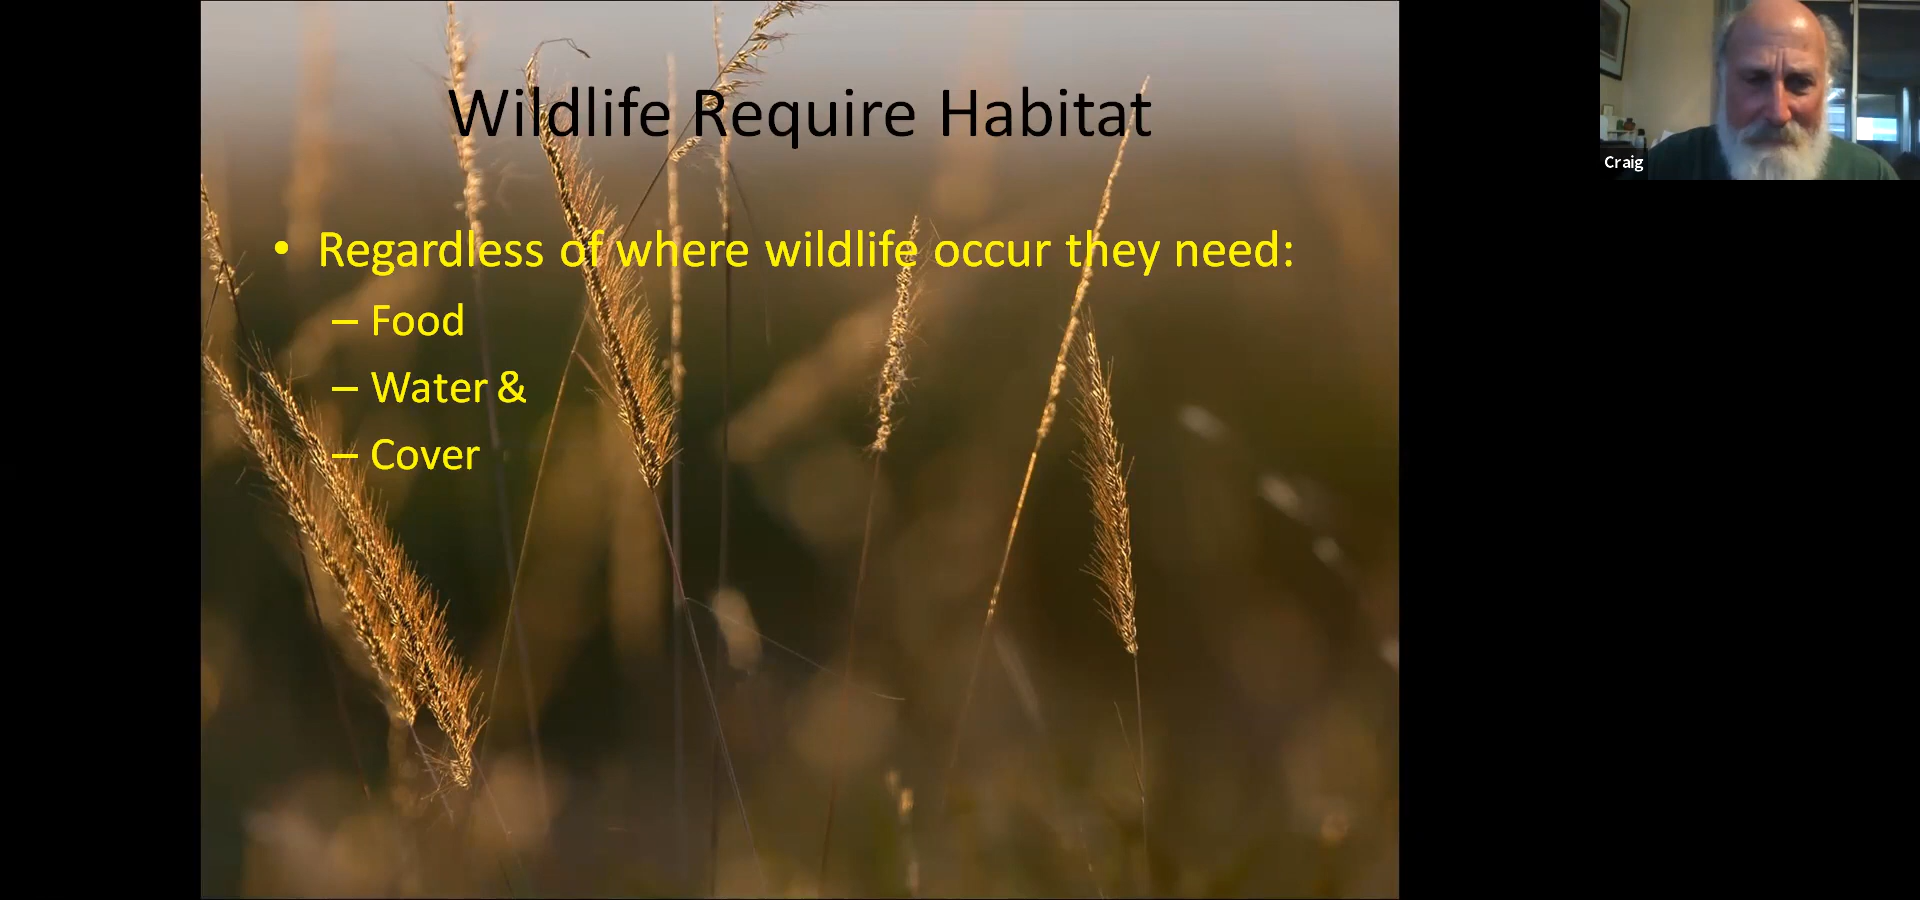 Wildlife Require Habitat
• Regardless of where wildlife occur they need:
– Food
– Water &
– Cover
Craig